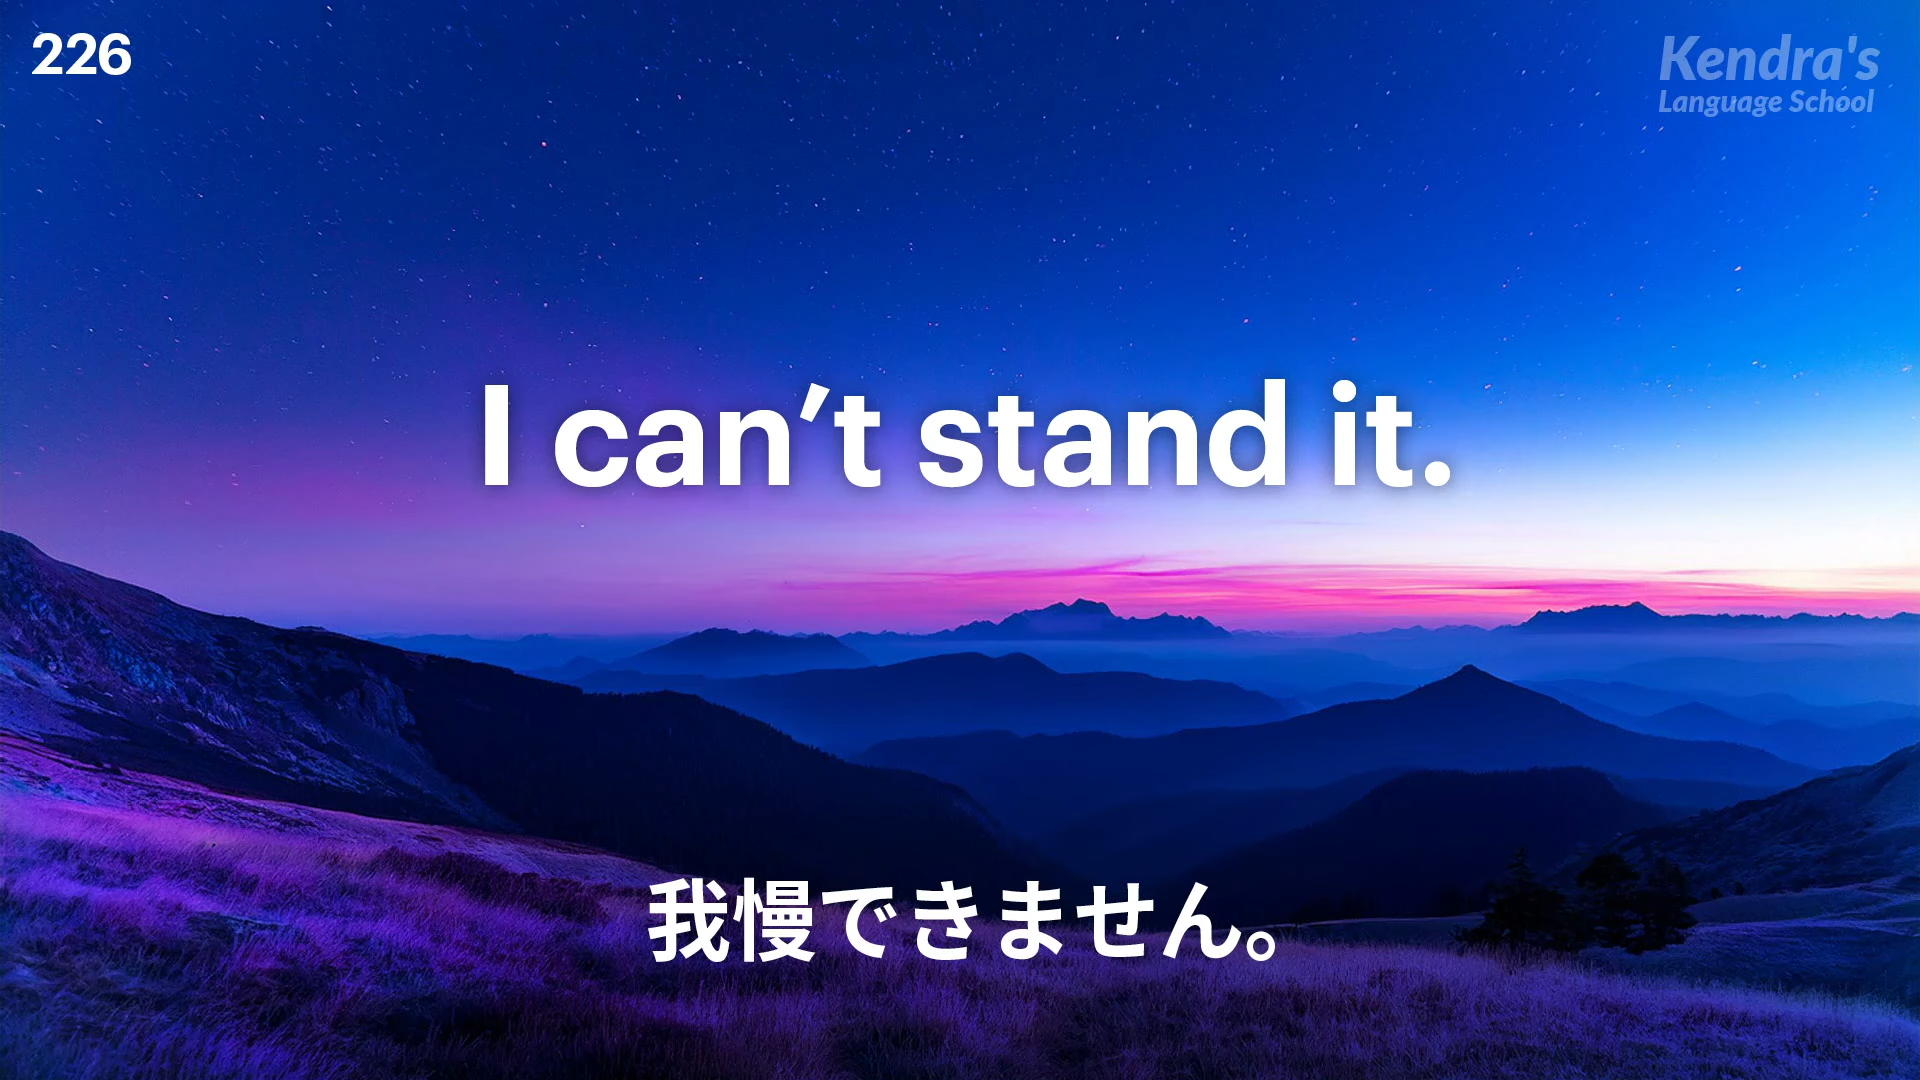 226
Kendra's
Language School
I can’t stand it.
我慢できません。